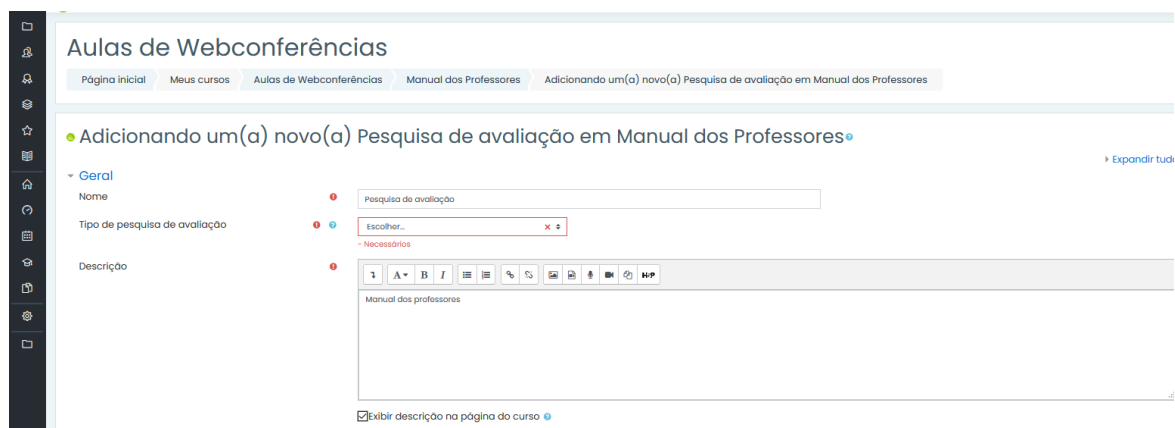 Aulas de Webconferências
Página inicial Meus cursos Aulas de Webconferências Manual dos Professores Adicionando um(a) novo(a) Pesquisa de avaliação em Manual dos Professores
Adicionando um(a) novo(a) Pesquisa de avaliação em Manual dos Professores
Expandir tudo
Geral
Nome
Pesquisa de avaliação
Tipo de pesquisa de avaliação
Escolher...
- Necessários
Descrição
A B I H-P
Manual dos professores
Exibir descrição na página do curso